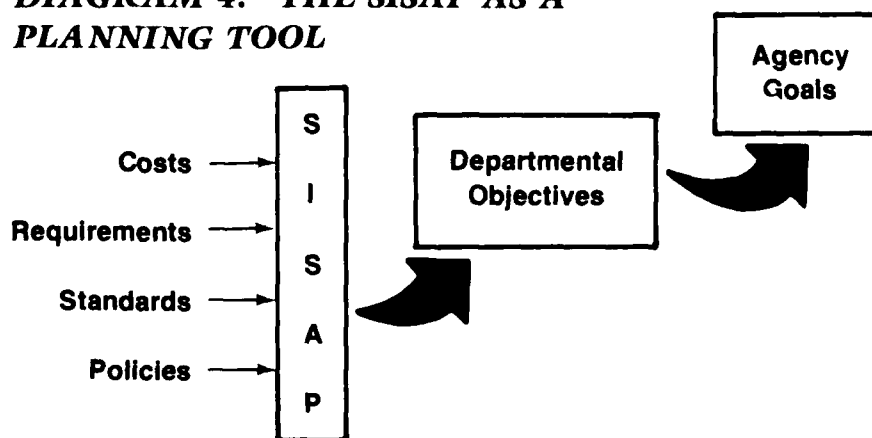 DIAGRAM 4. THE SISAP AS A
PLANNING TOOL
Agency
Goals
Departmental
Objectives
Costs
Requirements
Standards
Policies
S
I
S
A
P